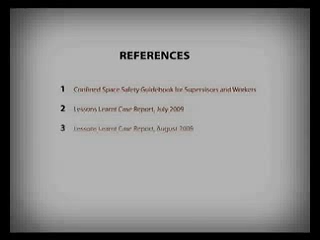 REFERENCES
1 Confined Space Safety Guidebook for Supervisors and Workers
2 Lessons Learnt Case Report, July 2009
3 Lessons Learnt Case Report, August 2009